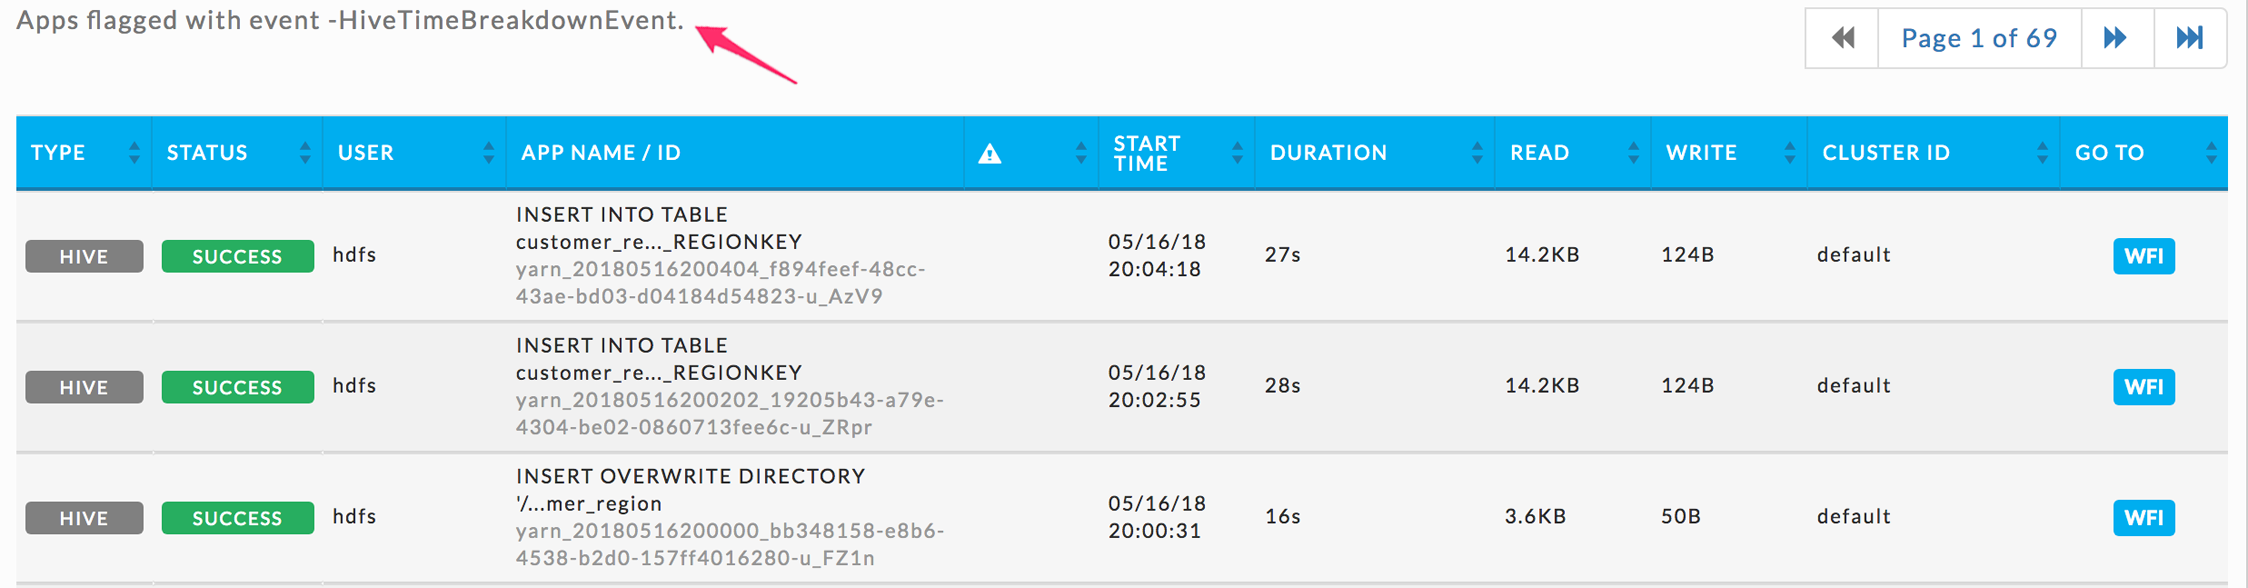 Apps flagged with event -HiveTimeBreakdownEvent.
Page 1 of 69
TYPE STATUS USER APP NAME / ID START TIME DURATION READ WRITE CLUSTER ID GO TO
INSERT INTO TABLE
customer_re..._REGIONKEY
HIVE SUCCESS hdfs yarn_20180516200404_f894feef-48cc- 05/16/18 27s 14.2KB 124B default WFI
43ae-bd03-d04184d54823-u_AzV9 20:04:18
INSERT INTO TABLE
customer_re..._REGIONKEY
HIVE SUCCESS hdfs yarn_20180516200202_19205b43-a79e- 05/16/18 28s 14.2KB 124B default WFI
4304-be02-0860713fee6c-u_ZRpr 20:02:55
INSERT OVERWRITE DIRECTORY
'/...mer_region
HIVE SUCCESS hdfs yarn_20180516200000_bb348158-e8b6- 05/16/18 16s 3.6KB 50B default WFI
4538-b2d0-157ff4016280-u_FZ1n 20:00:31